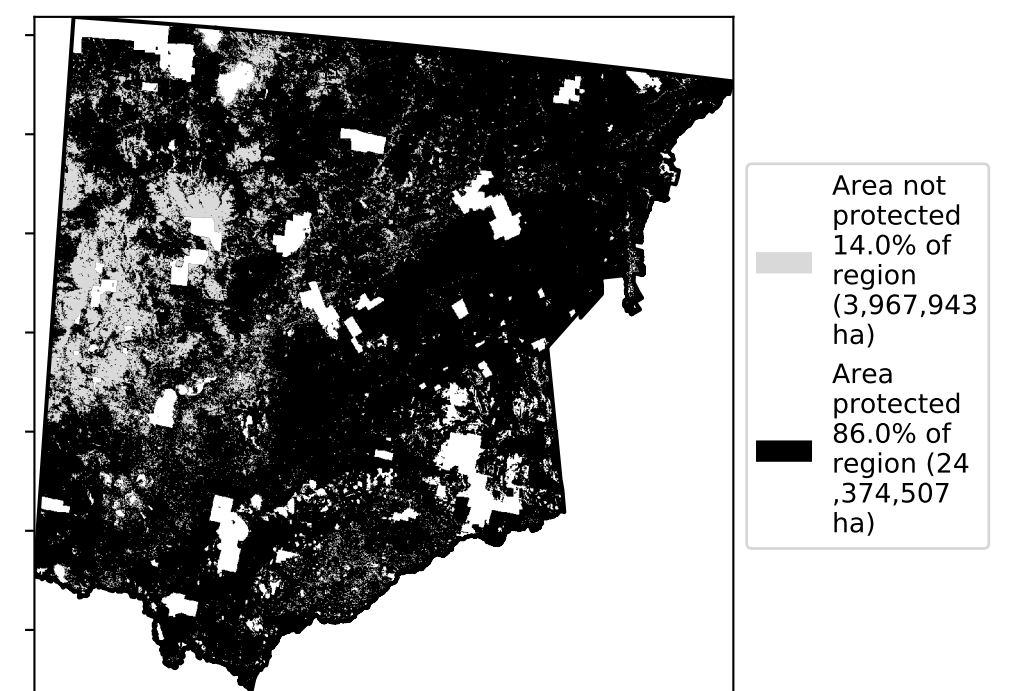 Area not
protected
14.0% of
region
(3,967,943
ha)
Area
protected
86.0% of
region (24
,374,507
ha)